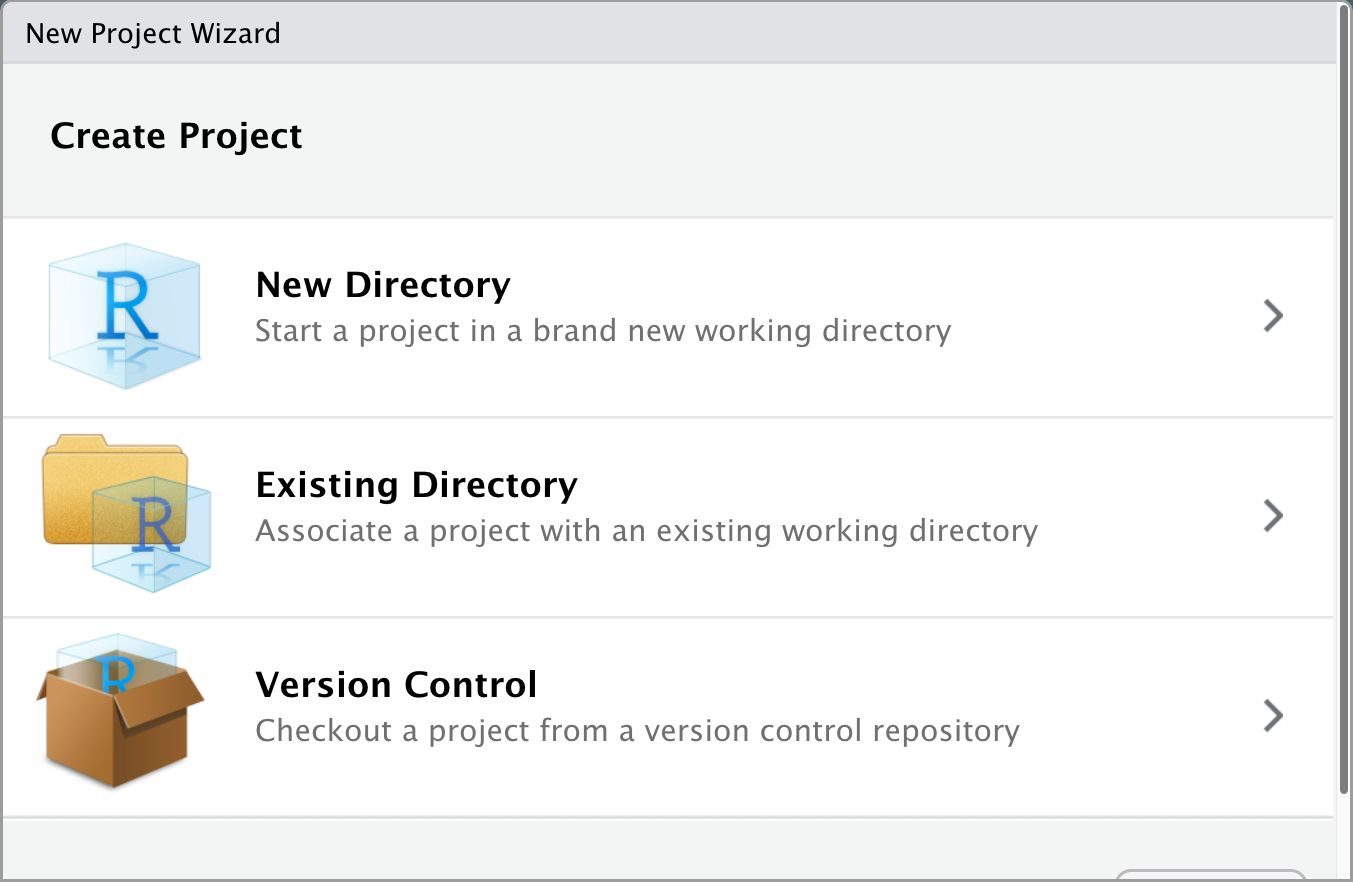 New Project Wizard
Create Project
R
New Directory
Start a project in a brand new working directory
R
Existing Directory
Associate a project with an existing working directory
R
Version Control
Checkout a project from a version control repository